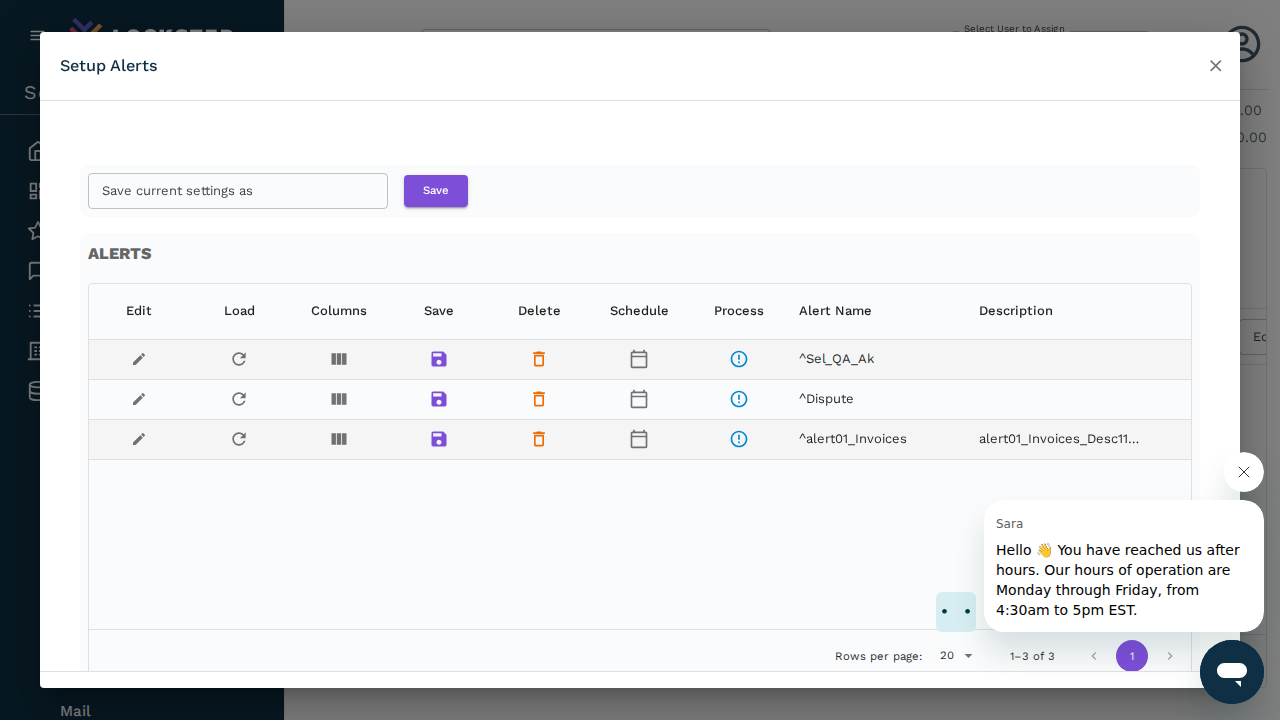 Select User to Assign
Setup Alerts
.00
0.00
Save current settings as
Save
ALERTS
Edit Load Columns Save Delete Schedule Process Alert Name Description
^Sel_QA_Ak
^Dispute
^alert01_Invoices alert01_Invoices_Desc11...
Sara
Hello 👋 You have reached us after
hours. Our hours of operation are
Monday through Friday, from
4:30am to 5pm EST.
Rows per page: 20 1–3 of 3 1
Mail